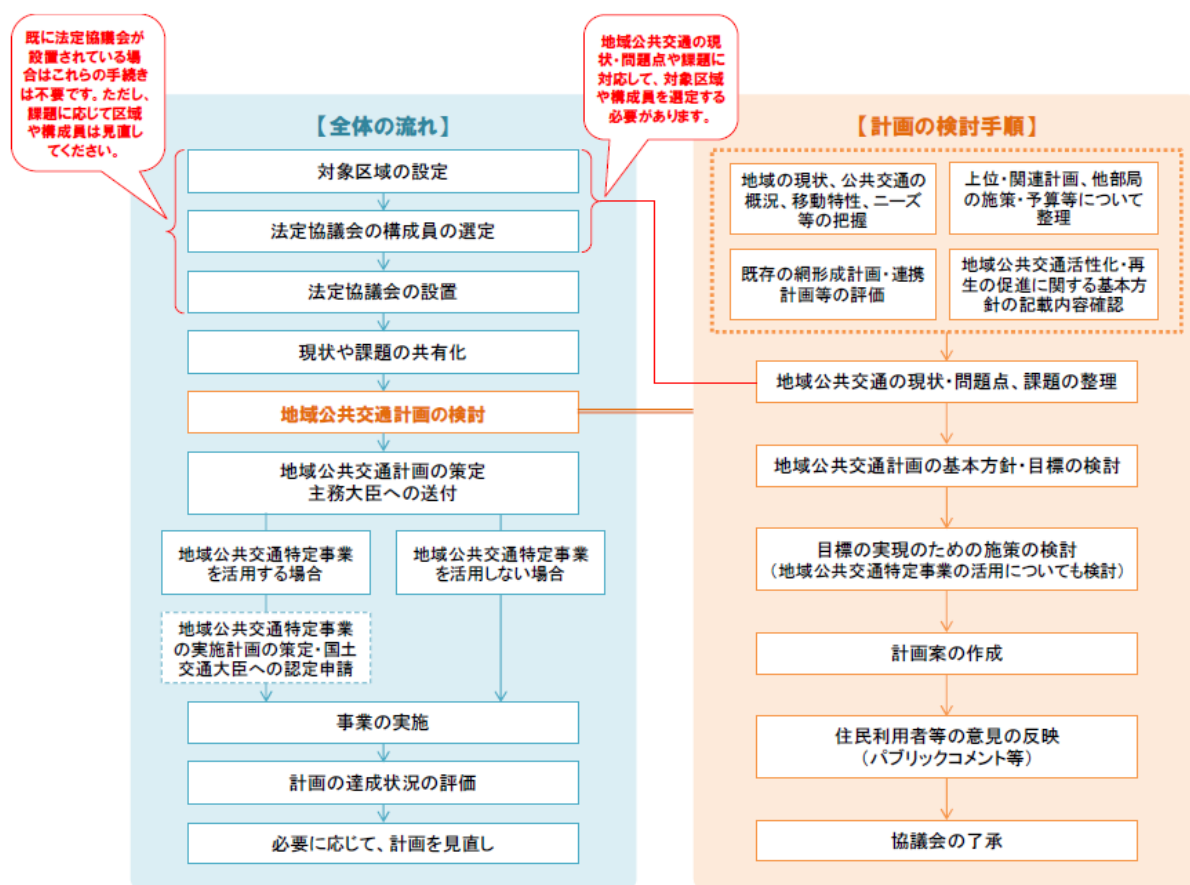 既に法定協議会が
設置されている場
合はこれらの手続き
は不要です。ただし、
課題に応じて区域
や構成員は見直し
てください。
地域公共交通の現
状・問題点や課題に
対応して、対象区域
や構成員を選定する
必要があります。
【全体の流れ】
対象区域の設定
法定協議会の構成員の選定
法定協議会の設置
現状や課題の共有化
地域公共交通計画の検討
地域公共交通計画の策定
主務大臣への送付
地域公共交通特定事業
を活用する場合
地域公共交通特定事業
を活用しない場合
地域公共交通特定事業
の実施計画の策定・国土
交通大臣への認定申請
事業の実施
計画の達成状況の評価
必要に応じて、計画を見直し
【計画の検討手順】
地域の現状、公共交通の
概況、移動特性、ニーズ
等の把握
上位・関連計画、他部局
の施策・予算等について
整理
既存の網形成計画・連携
計画等の評価
地域公共交通活性化・再
生の促進に関する基本方
針の記載内容確認
地域公共交通の現状・問題点、課題の整理
地域公共交通計画の基本方針・目標の検討
目標の実現のための施策の検討
（地域公共交通特定事業の活用についても検討）
計画案の作成
住民利用者等の意見の反映
（パブリックコメント等）
協議会の了承